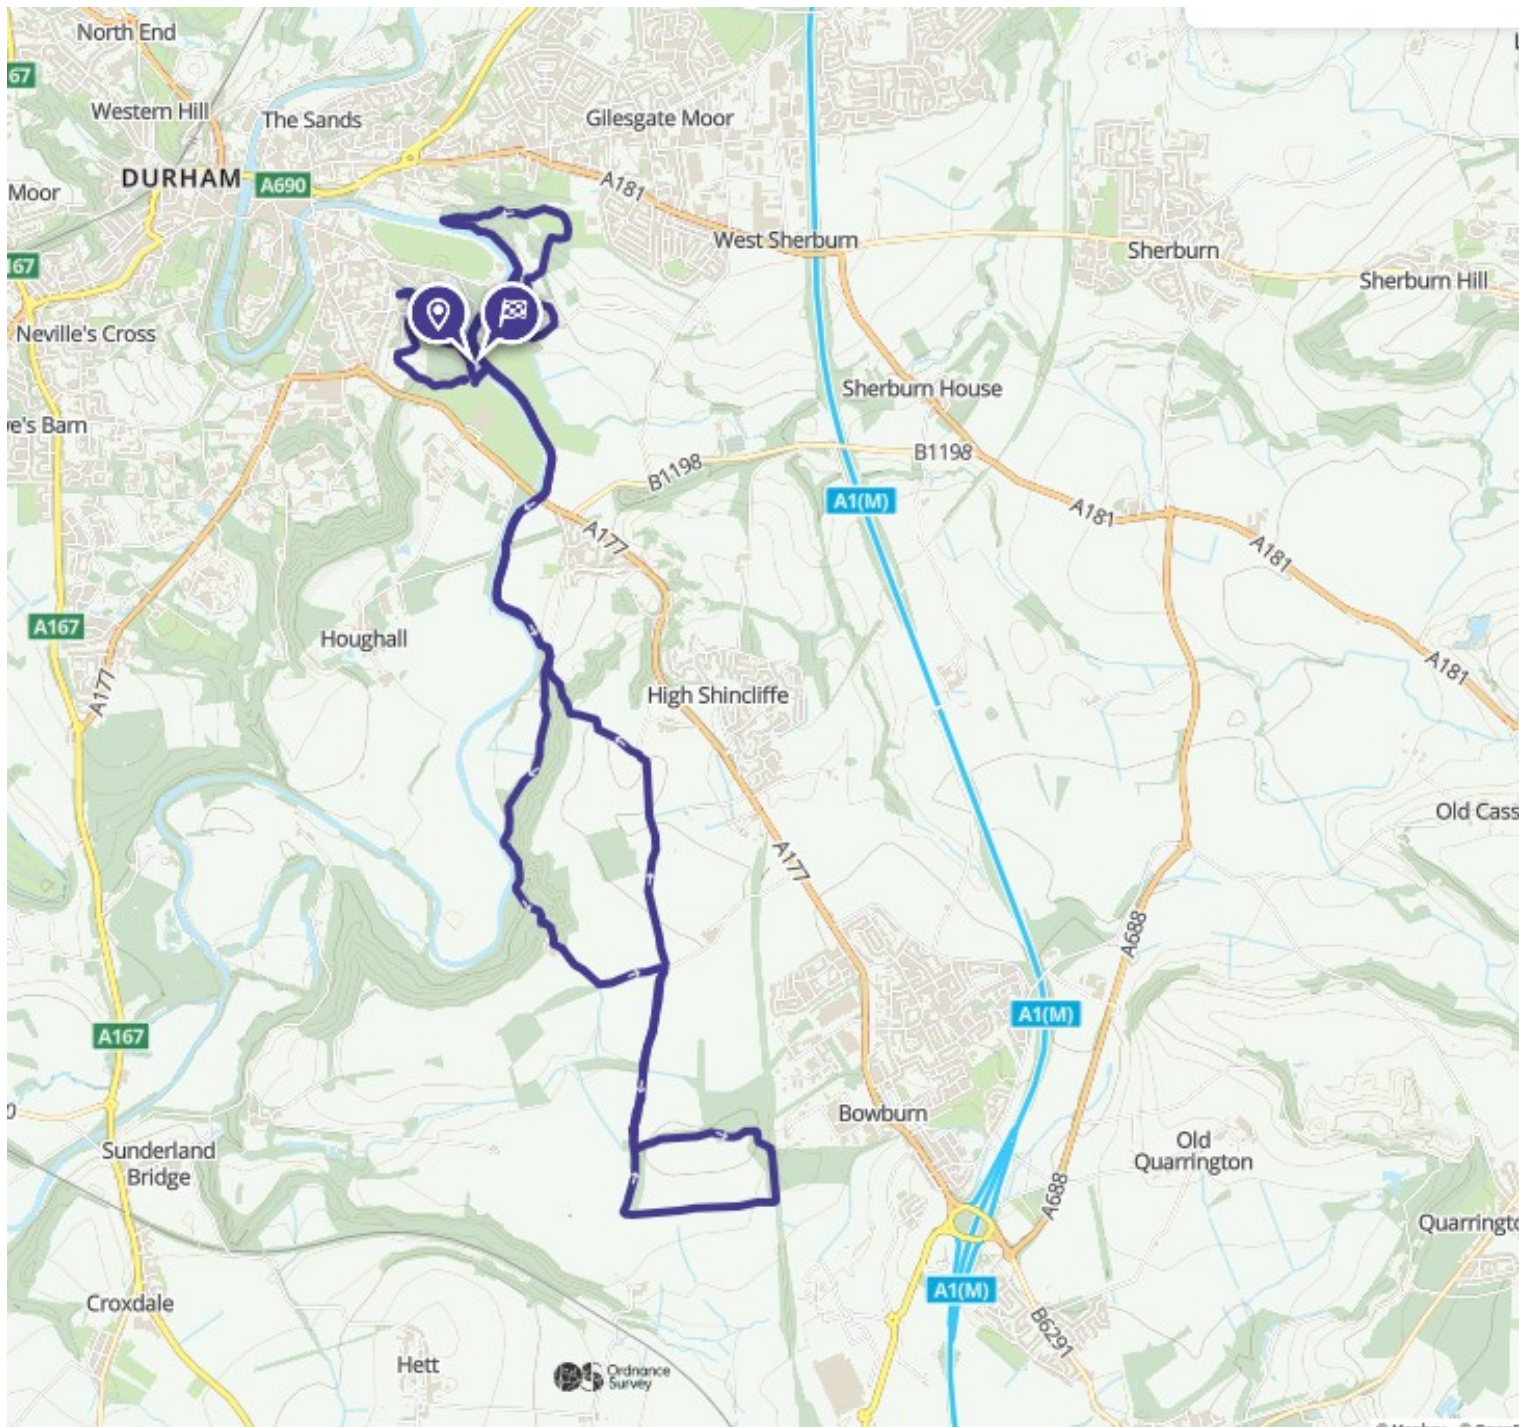 North End
67
Western Hill
The Sands
Gilesgate Moor
DURHAM
A690
Moor
A181
West Sherburn
Sherburn
167
Sherburn Hill
Neville's Cross
Sherburn House
e's Barn
B1198
B1198
A1(M)
A181
A177
A181
A167
Houghall
A181
A177
High Shincliffe
Old Cass
A177
A688
A1(M)
A167
Bowburn
Old
Quarrington
Sunderland
Bridge
A688
Quarringto
A1(M)
Croxdale
B6291
Hett
Ordnance
Survey